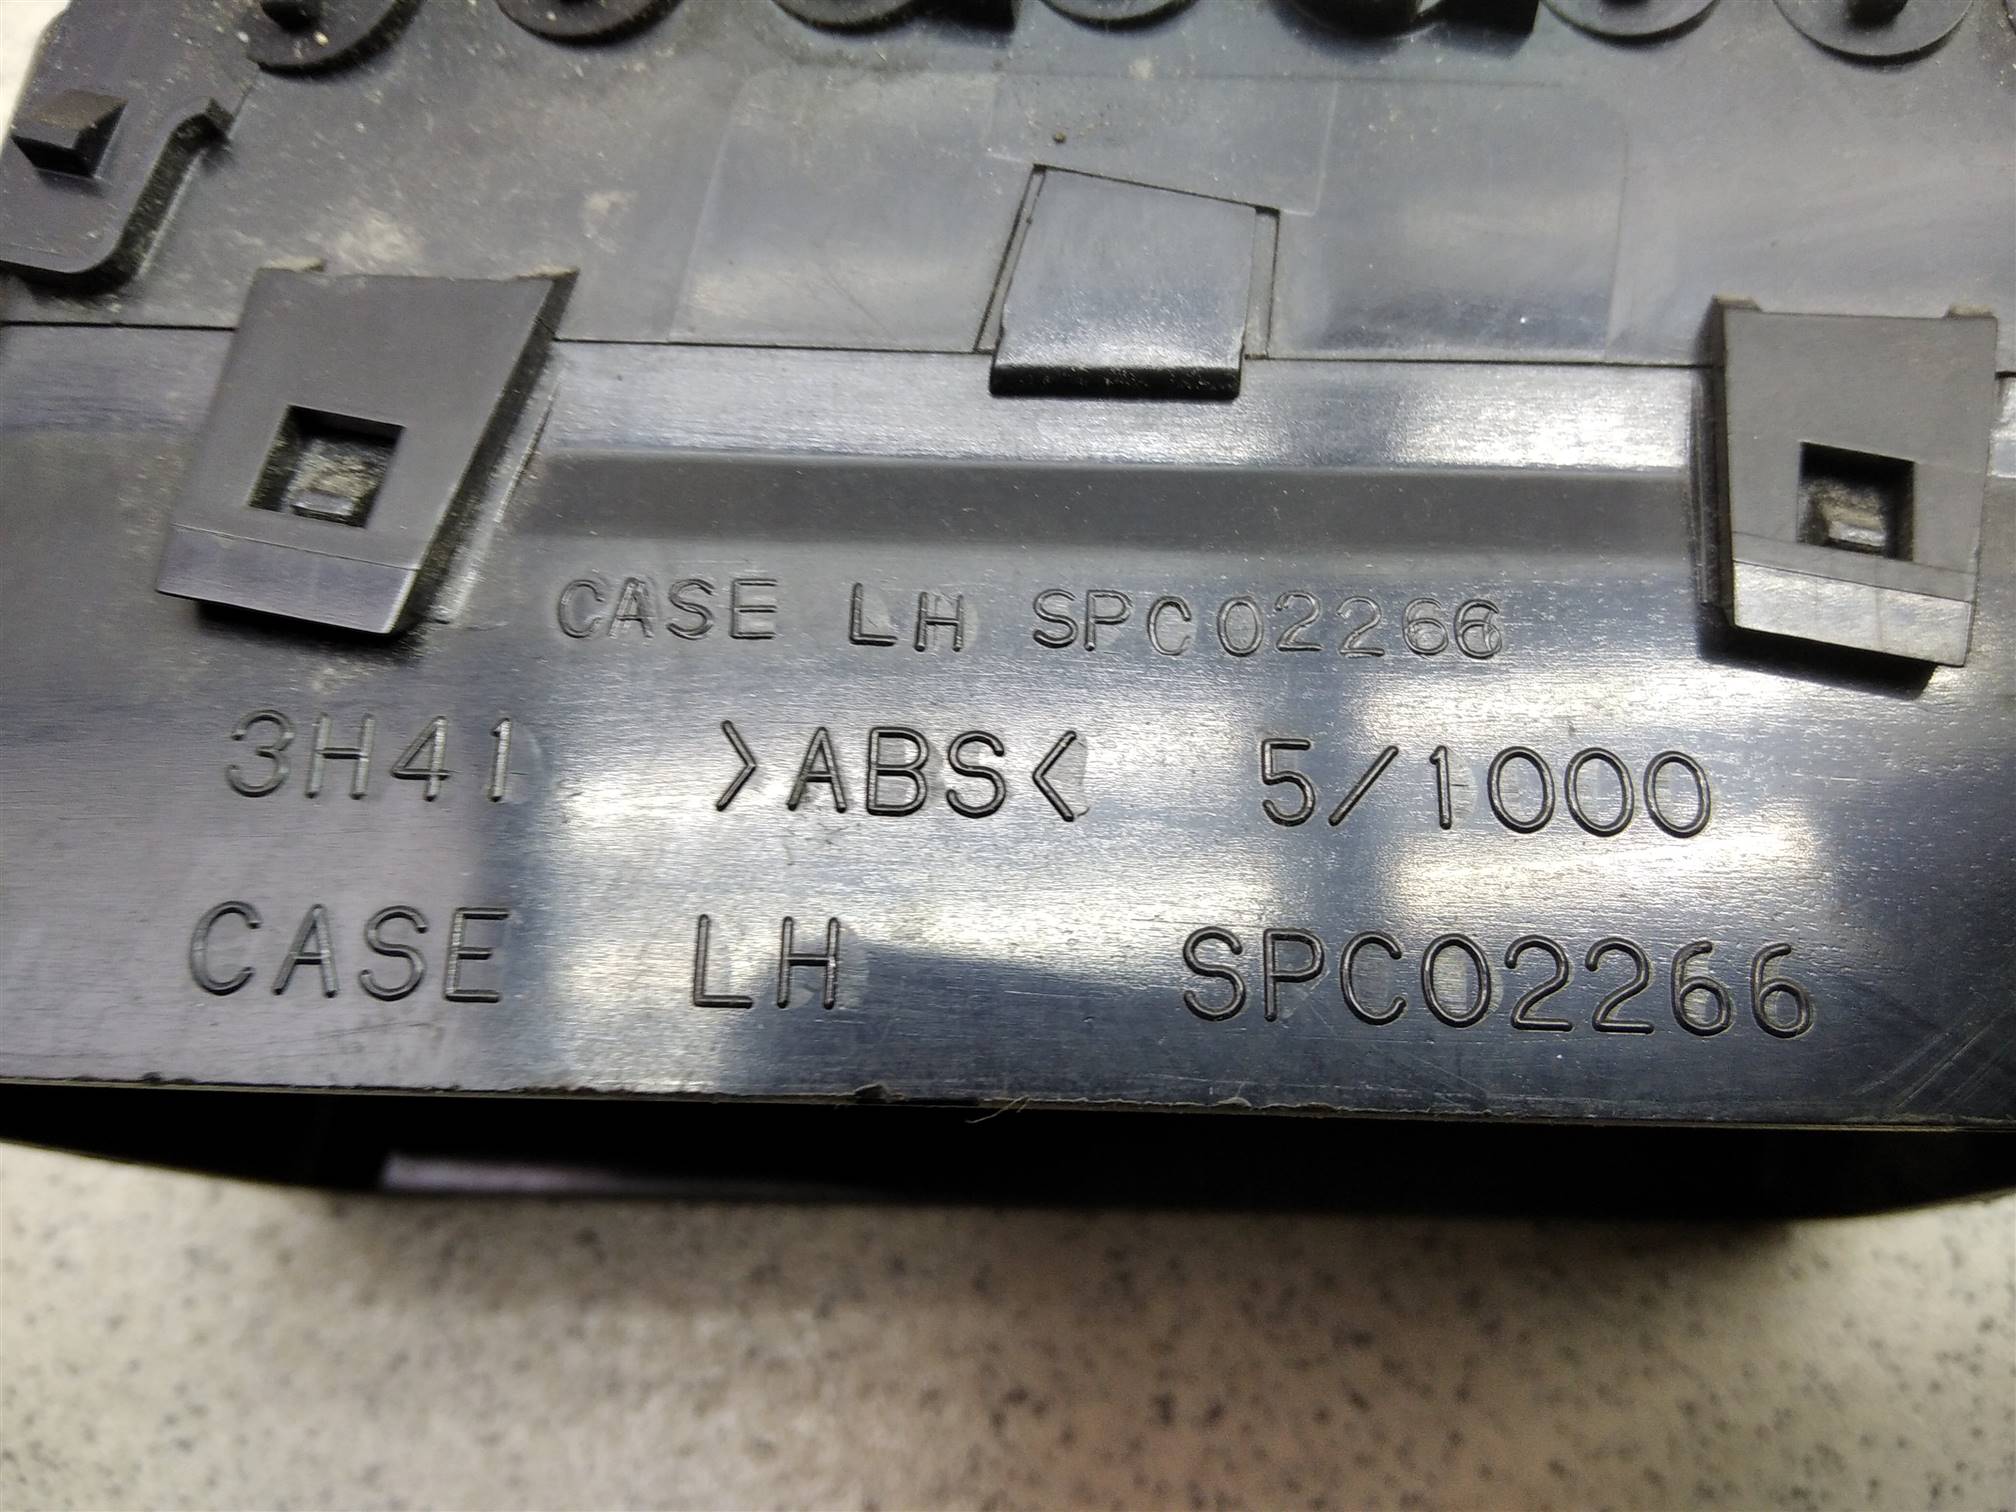 CASE LH SPC02266
3H41 >ABS< 5/1000
CASE LH SPC02266